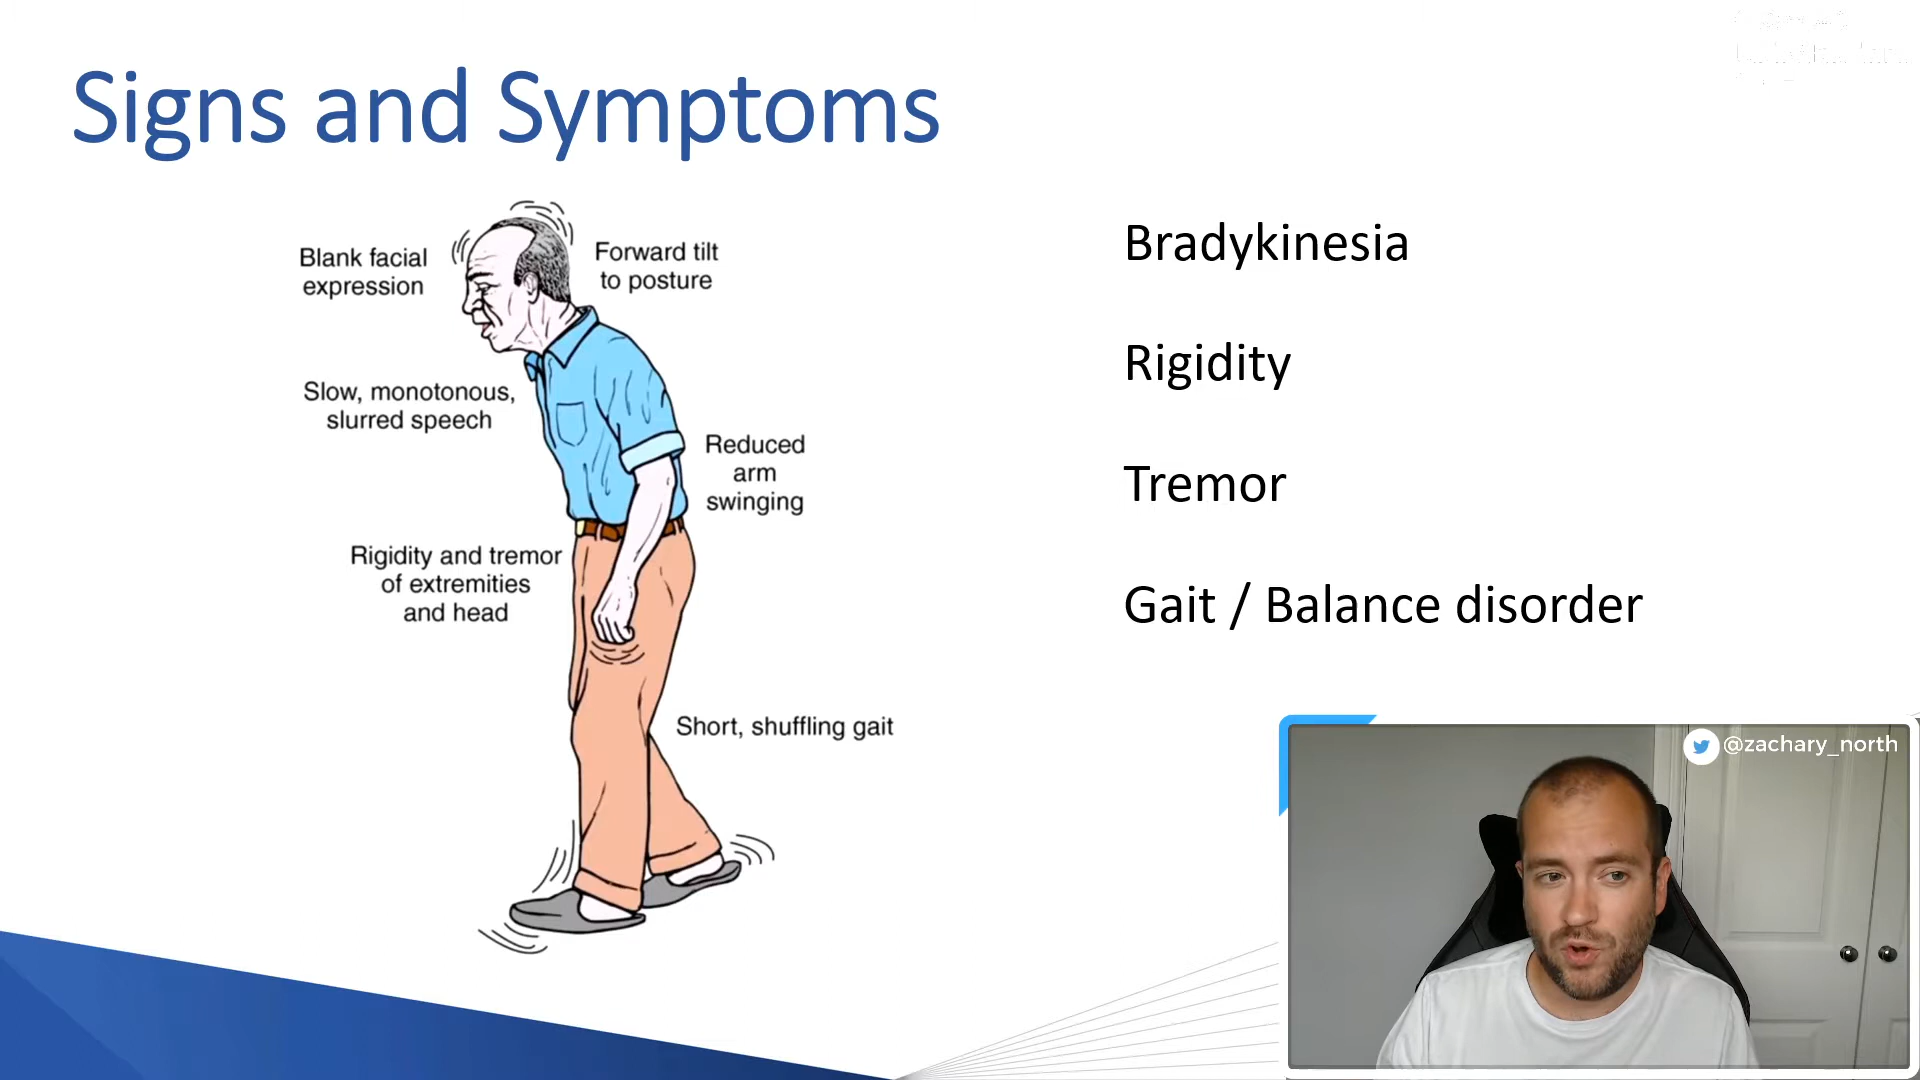 Signs and Symptoms
Blank facial
expression
Forward tilt
to posture
Slow, monotonous,
slurred speech
Reduced
arm
swinging
Rigidity and tremor
of extremities
and head
Short, shuffling gait
Bradykinesia
Rigidity
Tremor
Gait / Balance disorder
@zachary_north